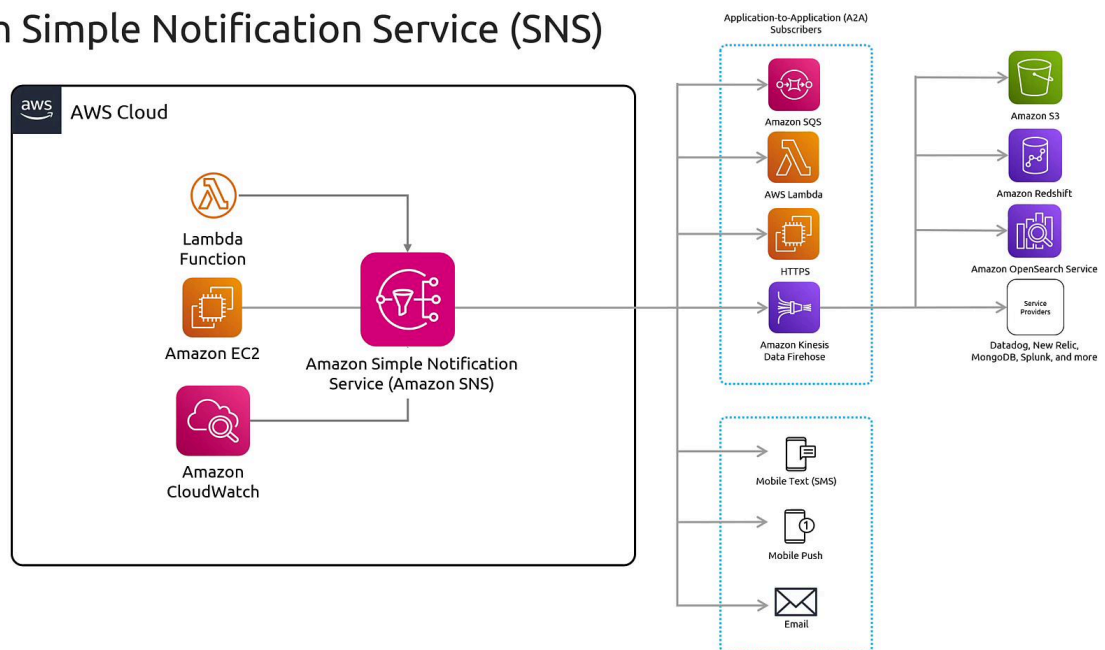 n Simple Notification Service (SNS)
aws
AWS Cloud
Lambda
Function
Amazon EC2
Amazon
CloudWatch
Amazon Simple Notification
Service (Amazon SNS)
Application-to-Application (A2A)
Subscribers
Amazon SQS
AWS Lambda
HTTPS
Amazon Kinesis
Data Firehose
Amazon S3
Amazon Redshift
Amazon OpenSearch Service
Service
Providers
Datadog, New Relic,
MongoDB, Splunk, and more
Mobile Text (SMS)
1
Mobile Push
Email